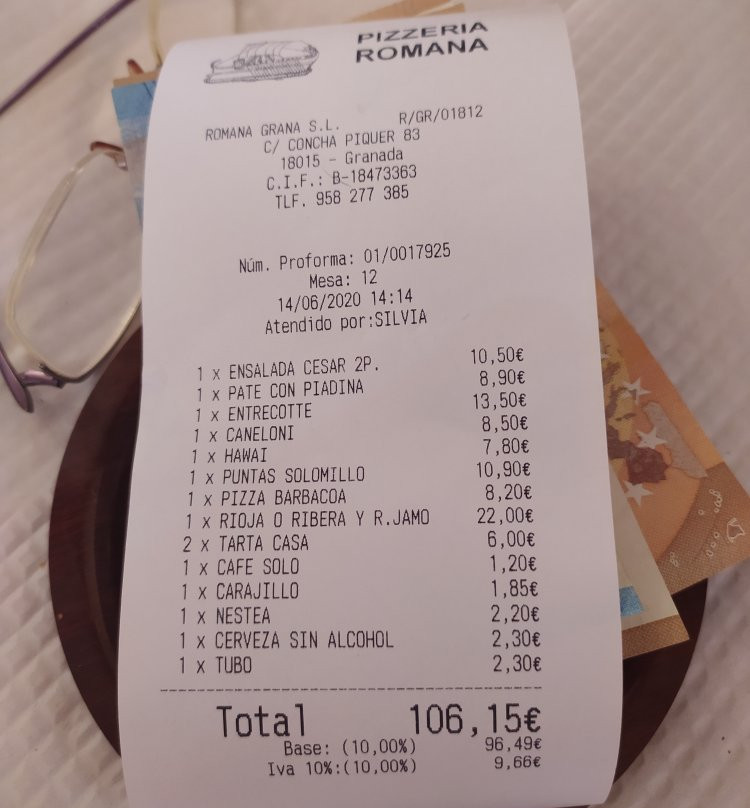 PIZZERIA
ROMANA
ROMANA GRANA S.L. R/GR/01812
C/ CONCHA PIQUER 83
18015 - Granada
C.I.F.: B-18473363
TLF. 958 277 385
Núm. Proforma: 01/0017925
Mesa: 12
14/06/2020 14:14
Atendido por:SILVIA
1 x ENSALADA CESAR 2P. 10,50€
1 x PATE CON PIADINA 8,90€
1 x ENTRECOTTE 13,50€
1 x CANELONI 8,50€
1 x HAWAI 7,80€
1 x PUNTAS SOLOMILLO 10,90€
1 x PIZZA BARBACOA 8,20€
1 x RIOJA O RIBERA Y R.JAMO 22,00€
2 x TARTA CASA 6,00€
1 x CAFE SOLO 1,20€
1 x CARAJILLO 1,85€
1 x NESTEA 2,20€
1 x CERVEZA SIN ALCOHOL 2,30€
1 x TUBO 2,30€
Total 106,15€
Base: (10,00%) 96,49€
Iva 10%:(10,00%) 9,66€